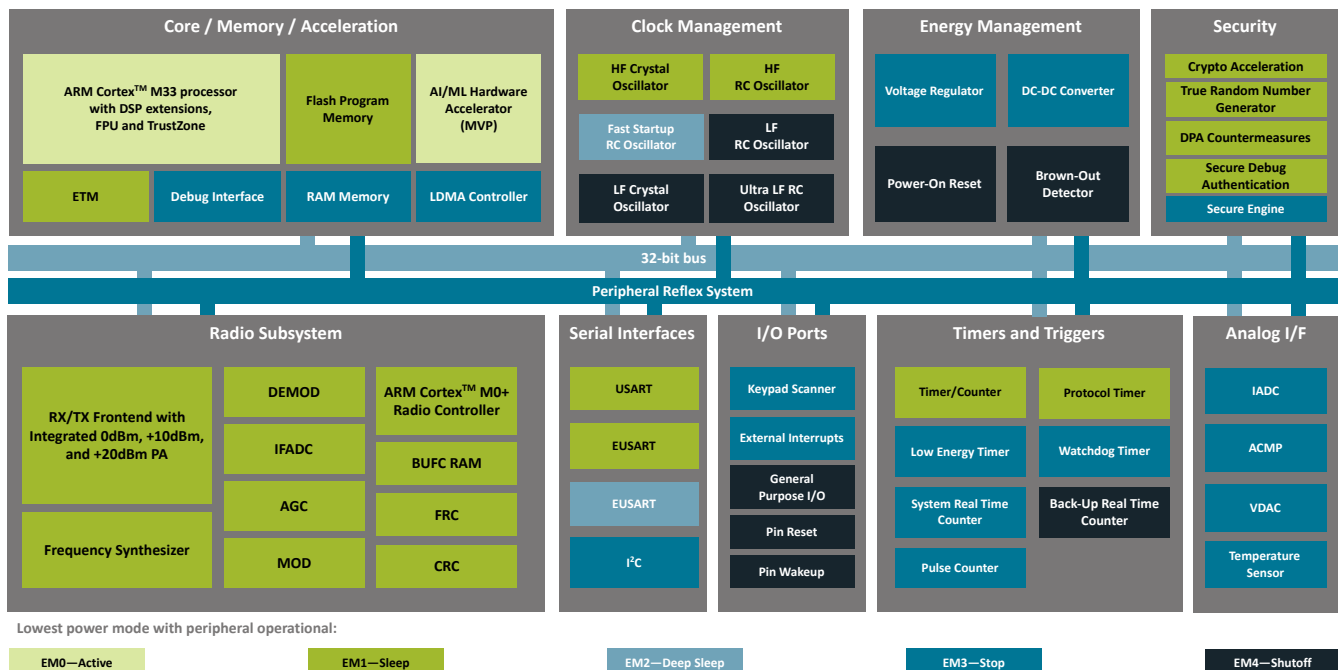 Core / Memory / Acceleration
ARM Cortex™ M33 processor
with DSP extensions,
FPU and TrustZone
Flash Program
Memory
AI/ML Hardware
Accelerator
(MVP)
ETM
Debug Interface
RAM Memory
LDMA Controller
Clock Management
HF Crystal
Oscillator
HF
RC Oscillator
Fast Startup
RC Oscillator
LF
RC Oscillator
LF Crystal
Oscillator
Ultra LF RC
Oscillator
Energy Management
Voltage Regulator
DC-DC Converter
Power-On Reset
Brown-Out
Detector
Security
Crypto Acceleration
True Random Number
Generator
DPA Countermeasures
Secure Debug
Authentication
Secure Engine
32-bit bus
Peripheral Reflex System
Radio Subsystem
RX/TX Frontend with
Integrated 0dBm, +10dBm,
and +20dBm PA
Frequency Synthesizer
DEMOD
IFADC
AGC
MOD
ARM Cortex™ M0+
Radio Controller
BUFC RAM
FRC
CRC
Serial Interfaces
USART
EUSART
EUSART
I²C
I/O Ports
Keypad Scanner
External Interrupts
General
Purpose I/O
Pin Reset
Pin Wakeup
Timers and Triggers
Timer/Counter
Protocol Timer
Low Energy Timer
Watchdog Timer
System Real Time
Counter
Back-Up Real Time
Counter
Pulse Counter
Analog I/F
IADC
ACMP
VDAC
Temperature
Sensor
Lowest power mode with peripheral operational:
EM0—Active
EM1—Sleep
EM2—Deep Sleep
EM3—Stop
EM4—Shutoff